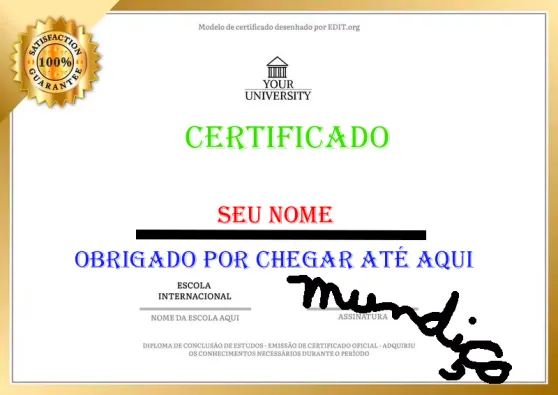 Modelo de certificado desenhado por EDIT.org
SATISFACTION
100%
GUARANTEE
YOUR
UNIVERSITY
CERTIFICADO
SEU NOME
OBRIGADO POR CHEGAR ATÉ AQUI
ESCOLA
INTERNACIONAL
NOME DA ESCOLA AQUI
ASSINATURA
DIPLOMA DE CONCLUSÃO DE ESTUDOS - EMISSÃO DE CERTIFICADO OFICIAL - ADQUIRIU
OS CONHECIMENTOS NECESSÁRIOS DURANTE O PERÍODO